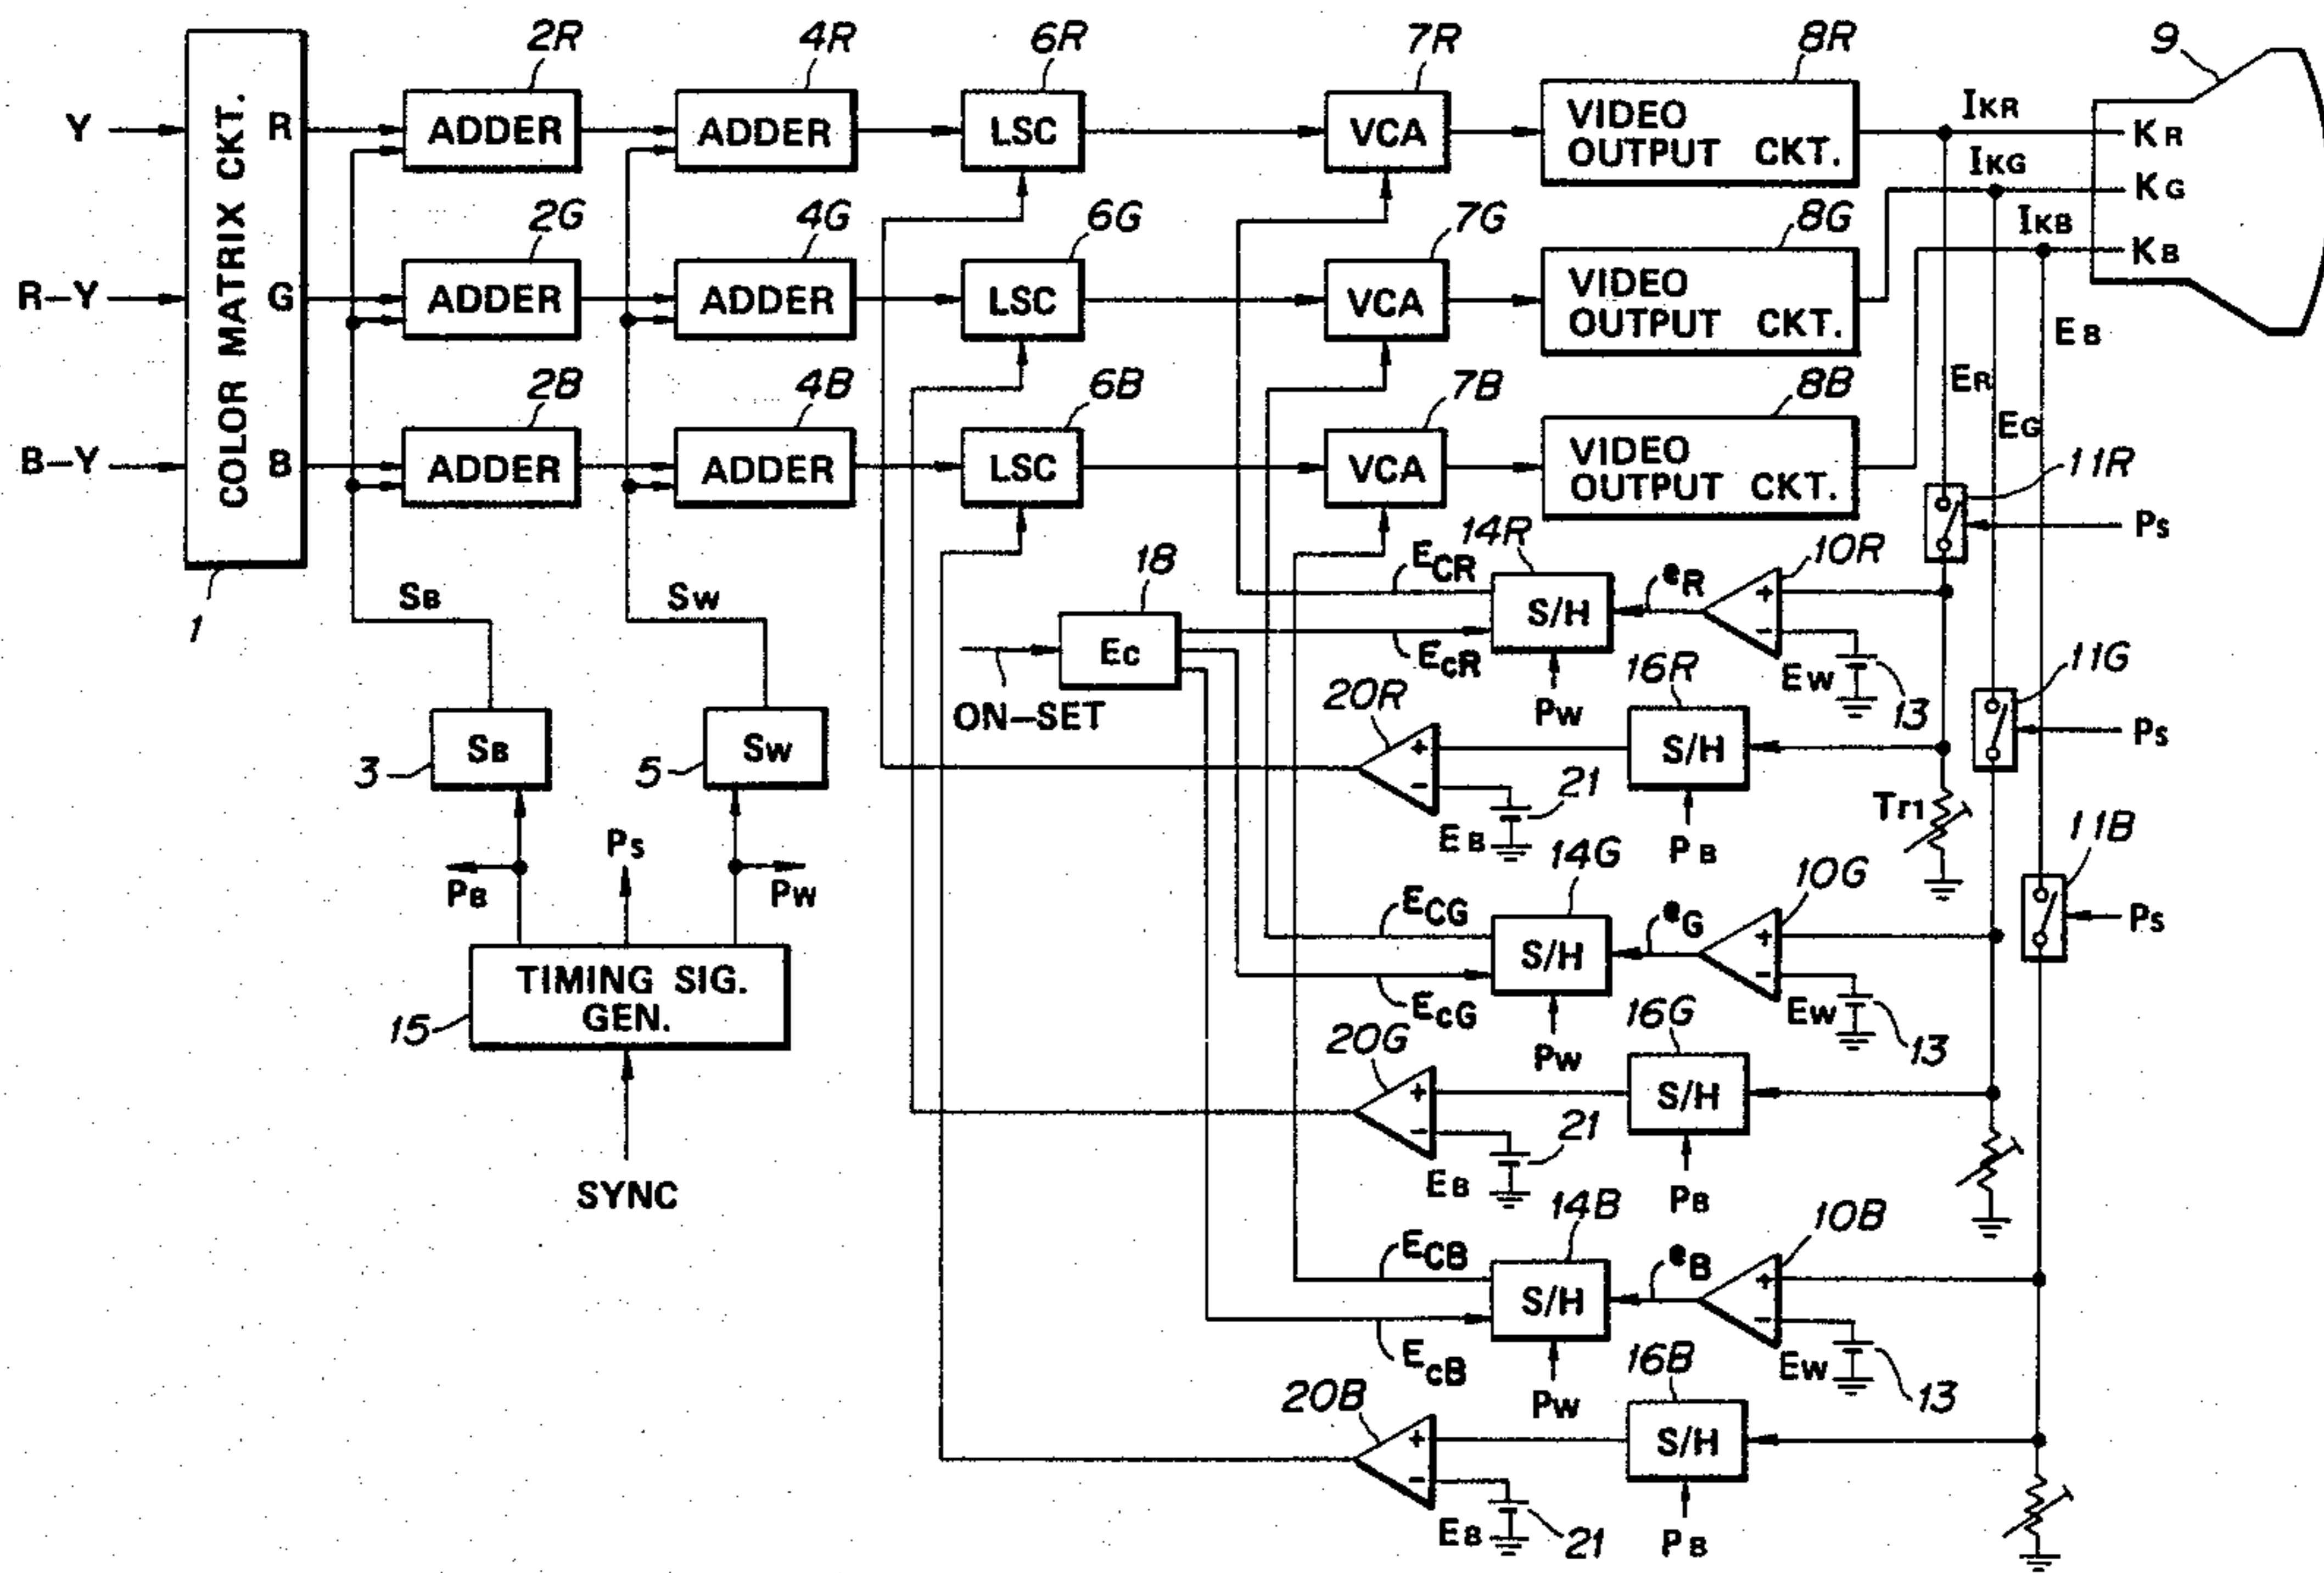 2R 4R 6R 7R 8R 9
Y R ADDER ADDER LSC VCA VIDEO OUTPUT CKT. IKR KR
COLOR MATRIX CKT.
IKG KG
2G 4G 6G 7G 8G IKB KB
R–Y G ADDER ADDER LSC VCA VIDEO OUTPUT CKT. EB
2B 4B 6B 7B 8B ER
EG
B–Y B ADDER ADDER LSC VCA VIDEO OUTPUT CKT. 11R
PS
1 SB SW 18 ECR 14R eR 10R
EC S/H + −
ON–SET EcR PW EW 13
16R 11G
PS
3 SB 5 SW 20R + − S/H
EB 21 PB Tr1
PB PS PW
11B
PS
ECG 14G eG 10G
15 TIMING SIG. GEN. S/H + −
EcG PW EW 13
16G
20G + − S/H
SYNC EB 21 PB
ECB 14B eB 10B
S/H + −
EcB PW EW 13
16B
20B + − S/H
EB 21 PB